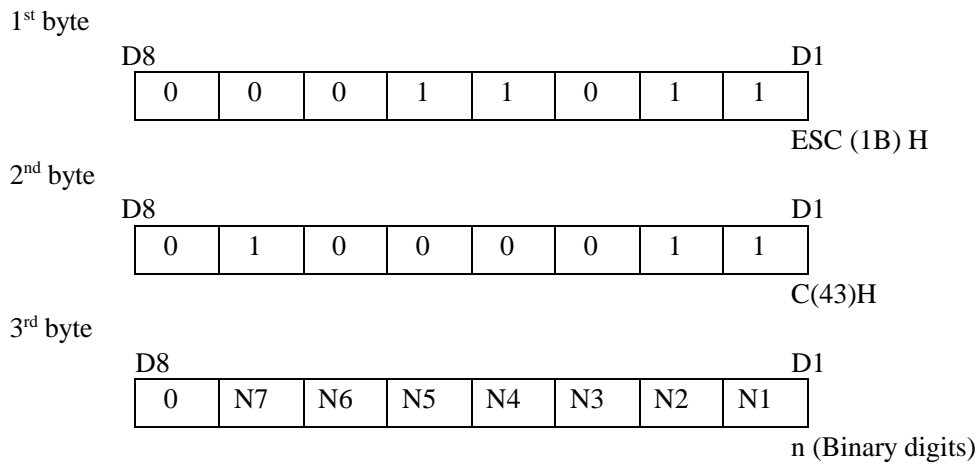 1st byte
D8 D1
0 0 0 1 1 0 1 1
ESC (1B) H
2nd byte
D8 D1
0 1 0 0 0 0 1 1
C(43)H
3rd byte
D8 D1
0 N7 N6 N5 N4 N3 N2 N1
n (Binary digits)